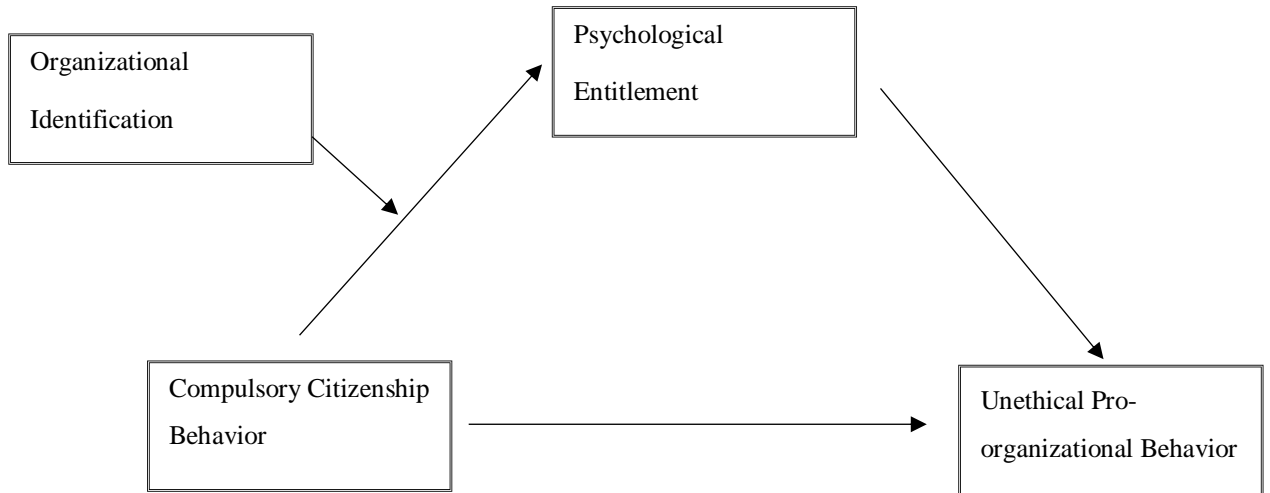 Organizational
Identification
Psychological
Entitlement
Compulsory Citizenship
Behavior
Unethical Pro-
organizational Behavior